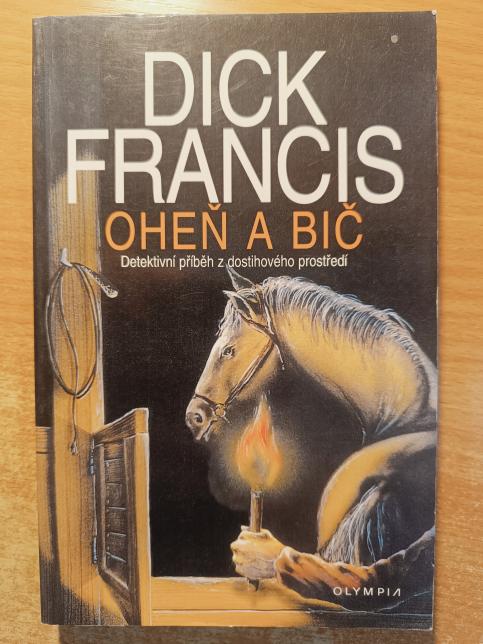 DICK
FRANCIS
OHEŇ A BIČ
Detektivní příběh z dostihového prostředí
OLYMPIA